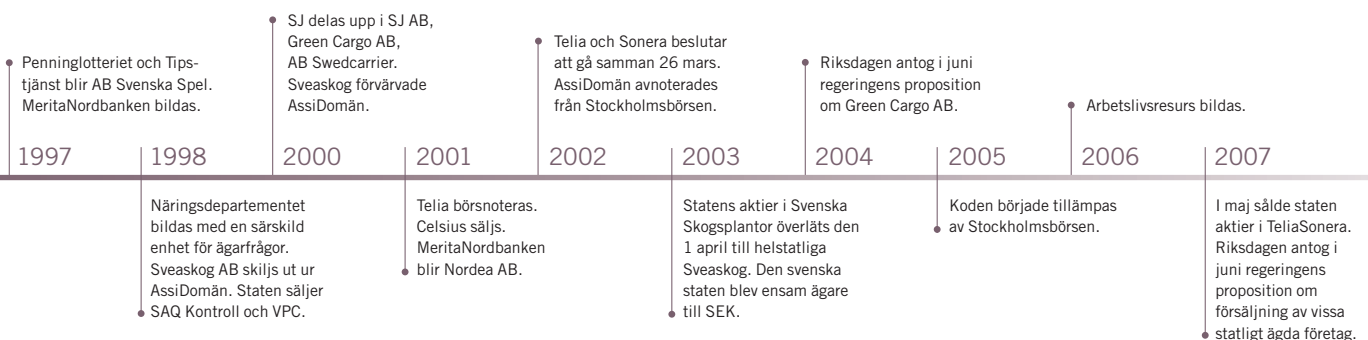 1997
Penninglotteriet och Tips-
tjänst blir AB Svenska Spel.
MeritaNordbanken bildas.
1998
Näringsdepartementet
bildas med en särskild
enhet för ägarfrågor.
Sveaskog AB skiljs ut ur
AssiDomän. Staten säljer
SAQ Kontroll och VPC.
2000
SJ delas upp i SJ AB,
Green Cargo AB,
AB Swedcarrier.
Sveaskog förvärvade
AssiDomän.
2001
Telia börsnoteras.
Celsius säljs.
MeritaNordbanken
blir Nordea AB.
2002
Telia och Sonera beslutar
att gå samman 26 mars.
AssiDomän avnoterades
från Stockholmsbörsen.
2003
Statens aktier i Svenska
Skogsplantor överläts den
1 april till helstatliga
Sveaskog. Den svenska
staten blev ensam ägare
till SEK.
2004
Riksdagen antog i juni
regeringens proposition
om Green Cargo AB.
2005
Koden började tillämpas
av Stockholmsbörsen.
2006
Arbetslivsresurs bildas.
2007
I maj sålde staten
aktier i TeliaSonera.
Riksdagen antog i
juni regeringens
proposition om
försäljning av vissa
statligt ägda företag.